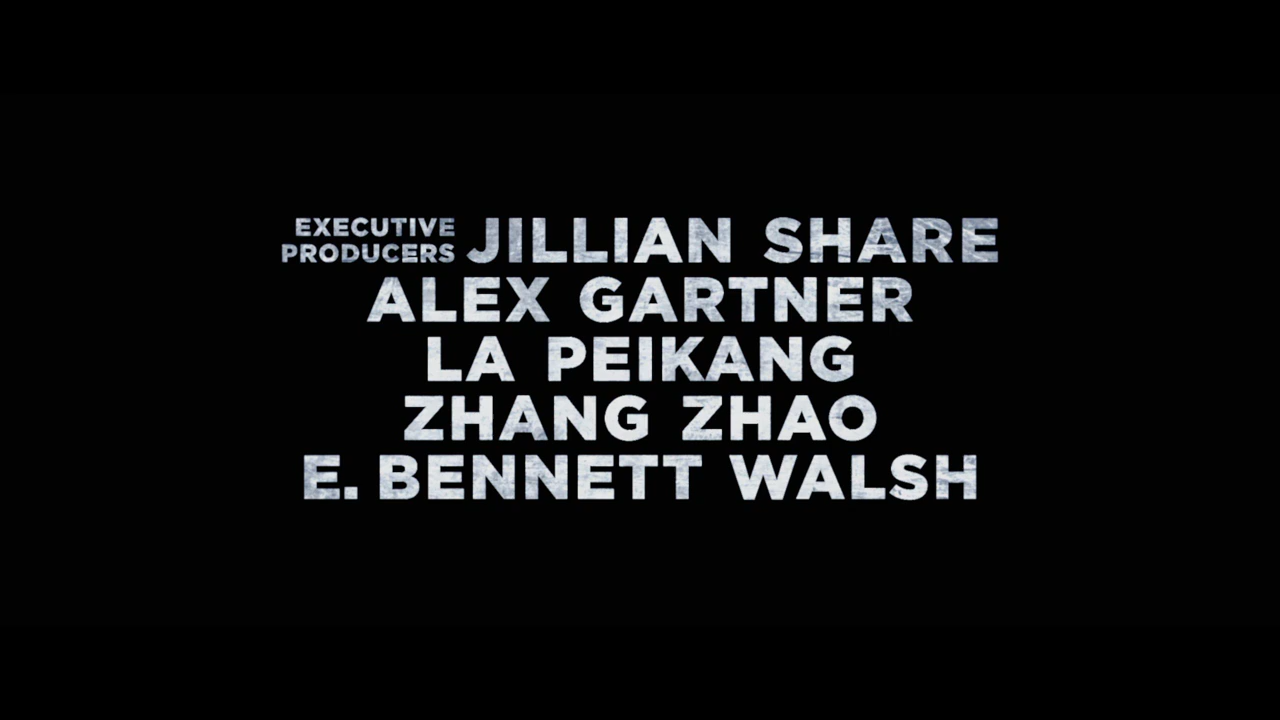 EXECUTIVE
PRODUCERS JILLIAN SHARE
ALEX GARTNER
LA PEIKANG
ZHANG ZHAO
E. BENNETT WALSH